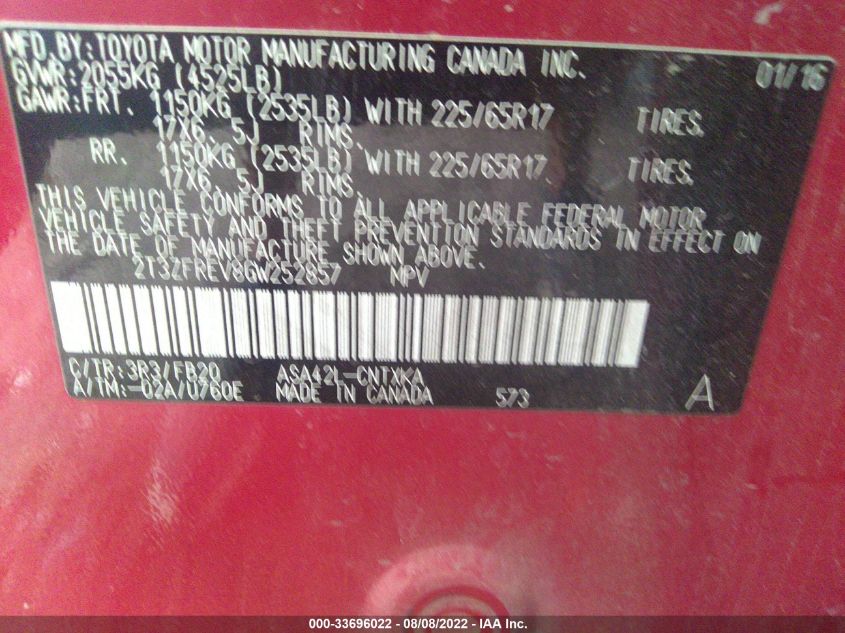 MFD. BY: TOYOTA MOTOR MANUFACTURING CANADA INC. 01/16
GVWR: 2055KG (4525LB)
GAWR: FRT. 1150KG (2535LB) WITH 225/65R17 TIRES,
17X6. 5J RIMS,
RR. 1150KG (2535LB) WITH 225/65R17 TIRES,
17X6. 5J RIMS,
THIS VEHICLE CONFORMS TO ALL APPLICABLE FEDERAL MOTOR
VEHICLE SAFETY AND THEFT PREVENTION STANDARDS IN EFFECT ON
THE DATE OF MANUFACTURE SHOWN ABOVE.
2T3ZFREV8GW252857 MPV
C/TR: 3R3/FB20 ASA42L-CNTXKA
A/TM: -02A/U760E MADE IN CANADA 573 A
000-33696022 - 08/08/2022 - IAA Inc.